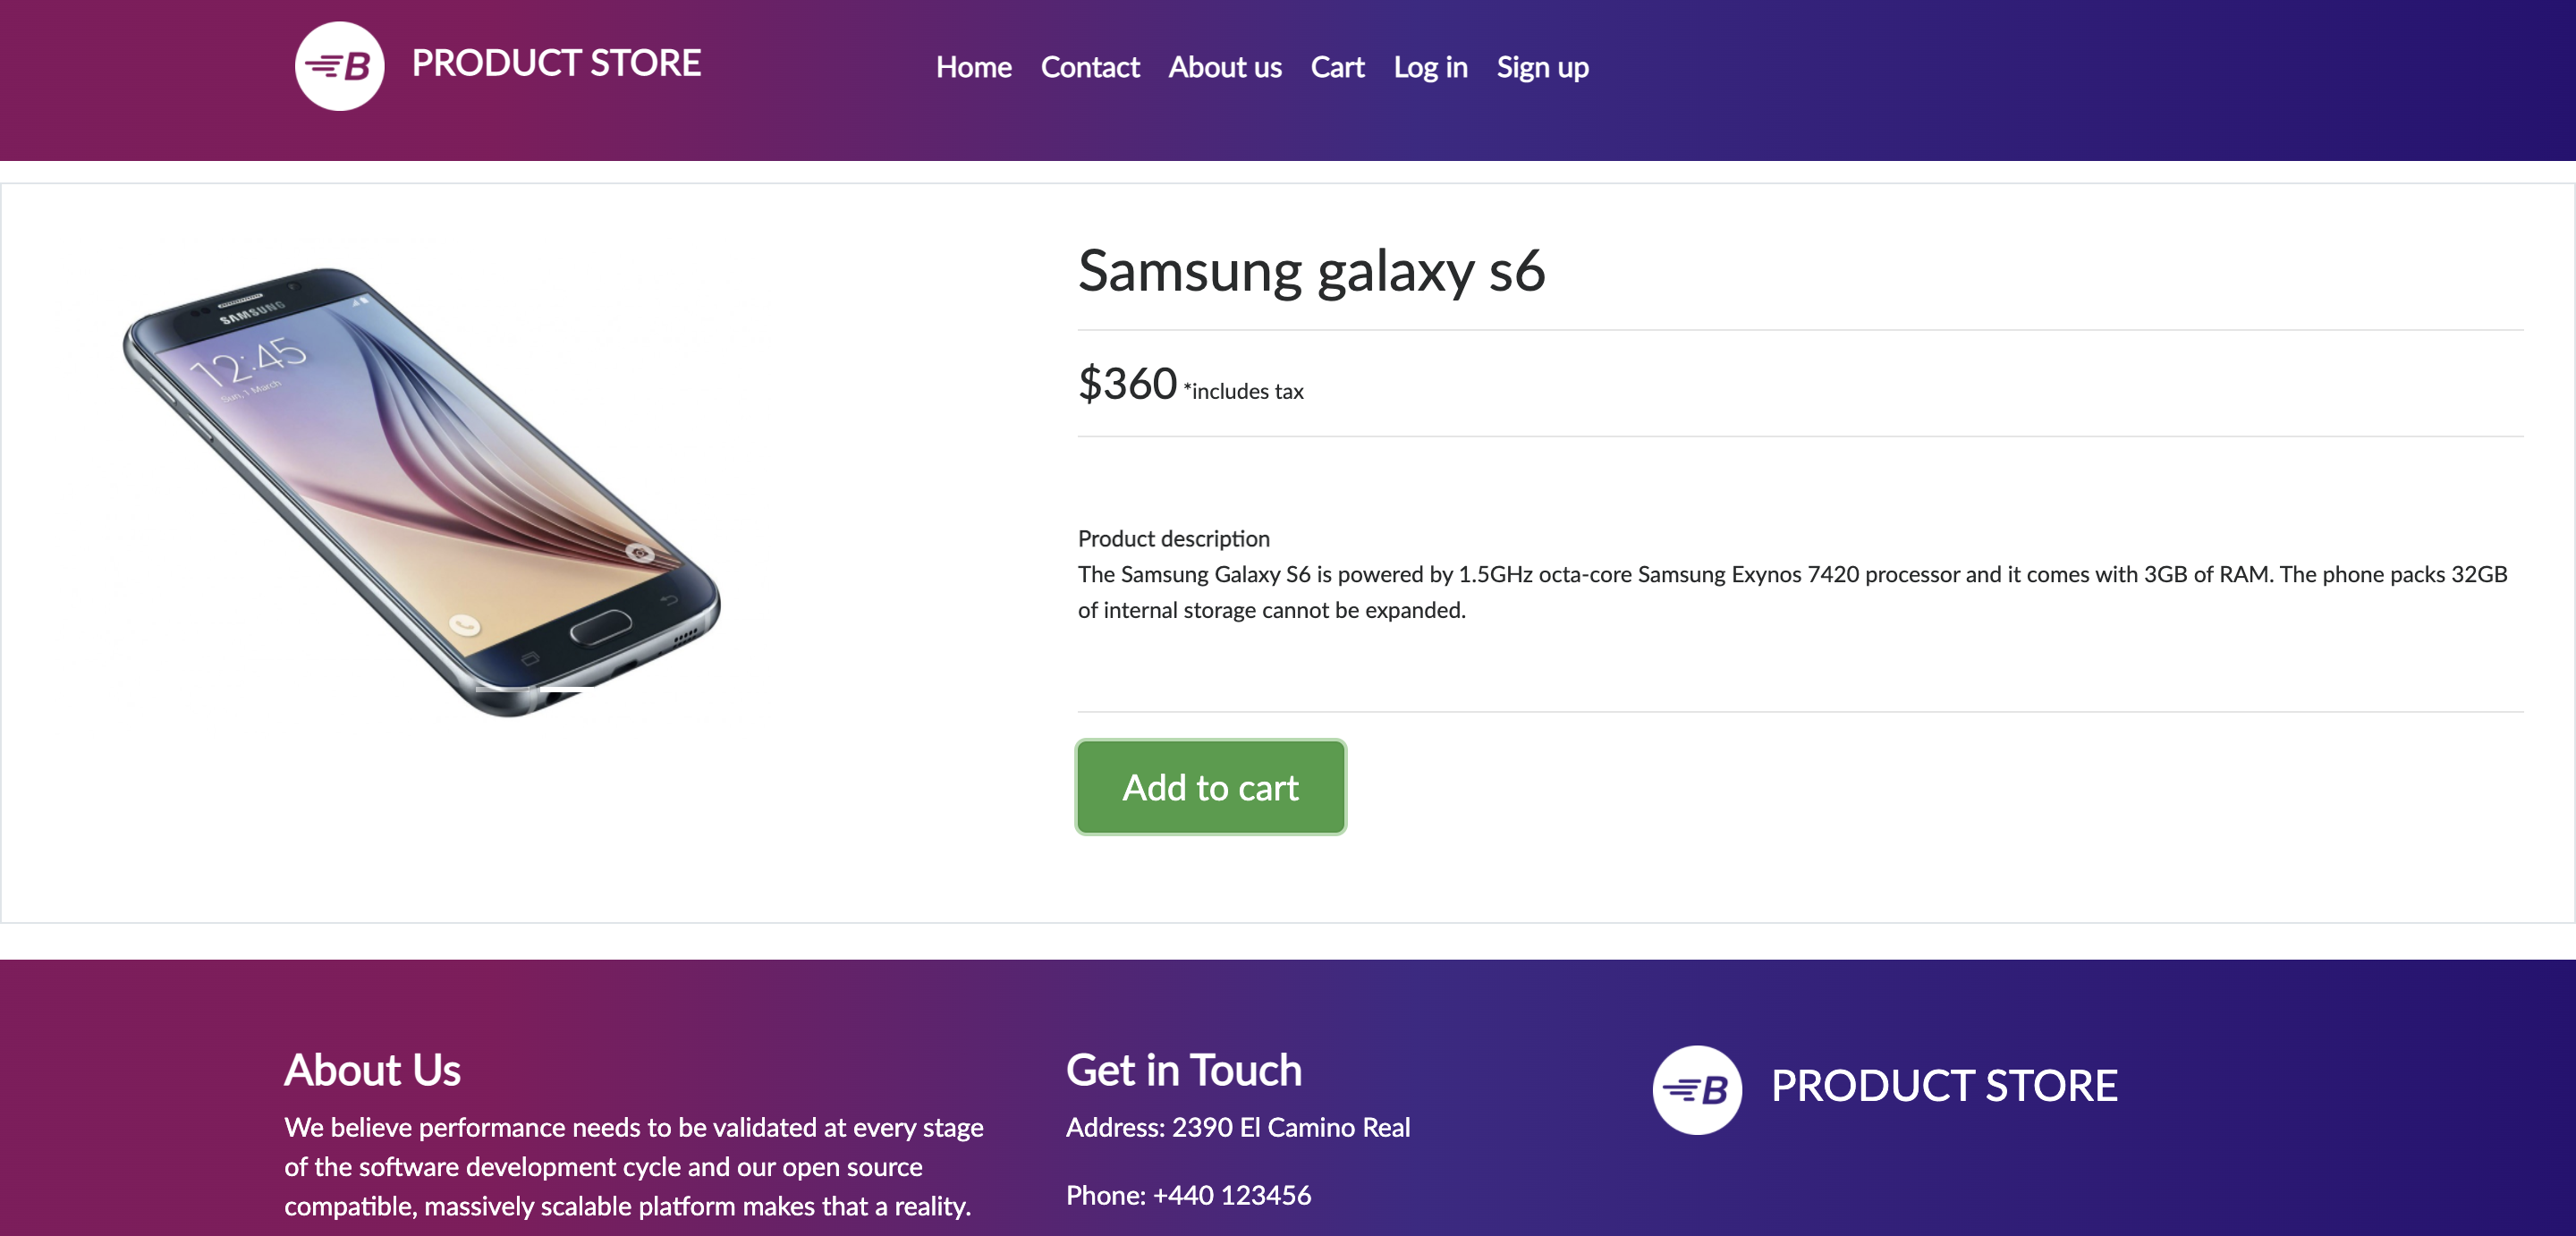 B PRODUCT STORE
Home Contact About us Cart Log in Sign up
SAMSUNG
12:45
Sun, 1 March
Samsung galaxy s6
$360 *includes tax
Product description
The Samsung Galaxy S6 is powered by 1.5GHz octa-core Samsung Exynos 7420 processor and it comes with 3GB of RAM. The phone packs 32GB
of internal storage cannot be expanded.
Add to cart
About Us
We believe performance needs to be validated at every stage
of the software development cycle and our open source
compatible, massively scalable platform makes that a reality.
Get in Touch
Address: 2390 El Camino Real
Phone: +440 123456
B PRODUCT STORE